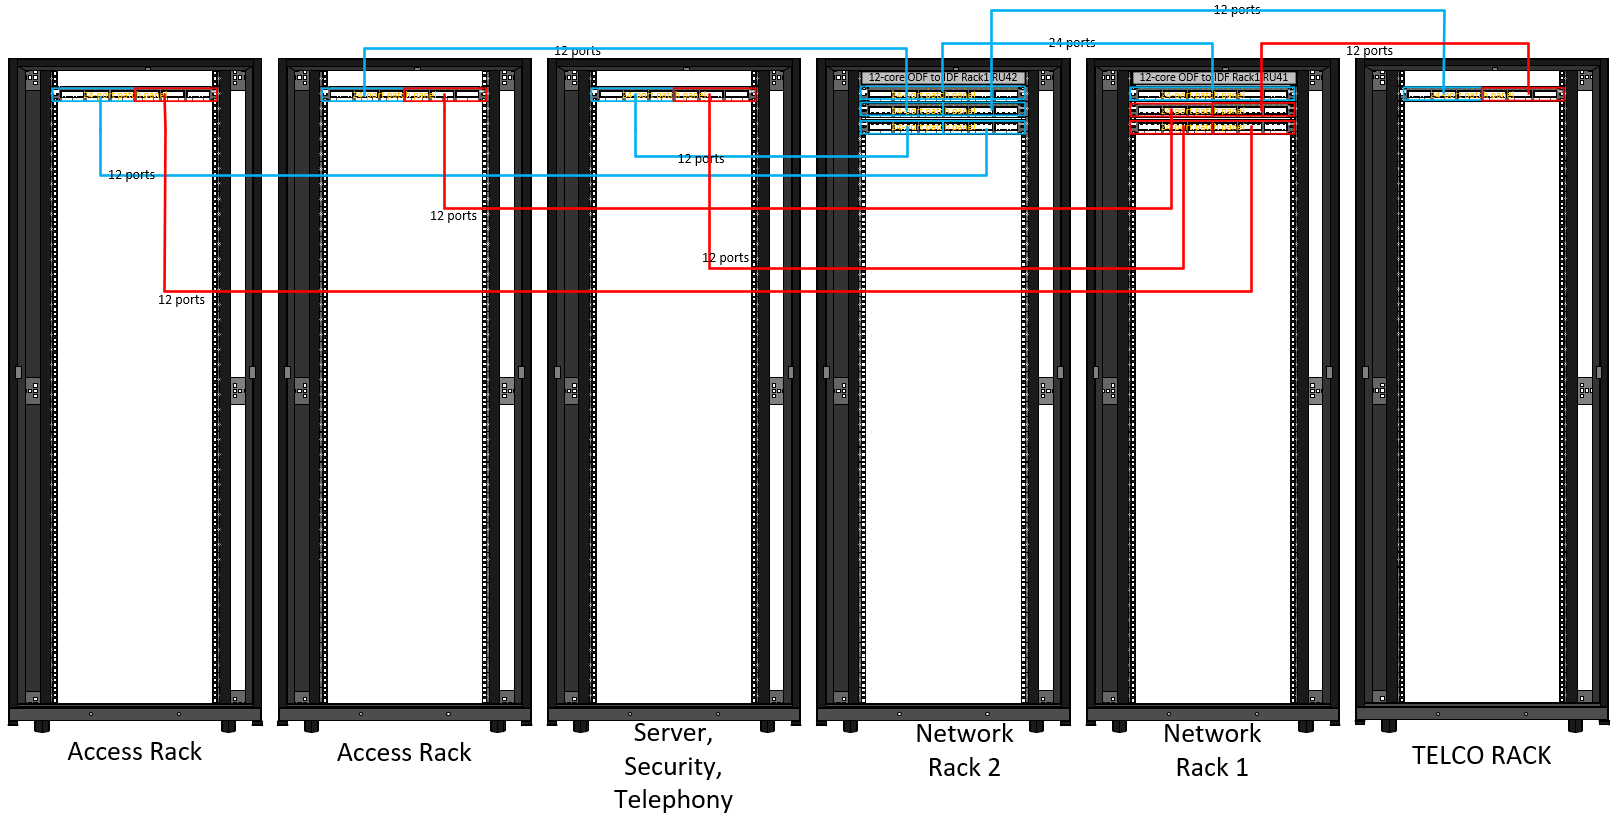 12 ports
12 ports
24 ports
12 ports
12-core ODF to IDF Rack1 RU42
12-core ODF to IDF Rack1 RU41
12 ports
12 ports
12 ports
12 ports
12 ports
Access Rack
Access Rack
Server,
Security,
Telephony
Network
Rack 2
Network
Rack 1
TELCO RACK